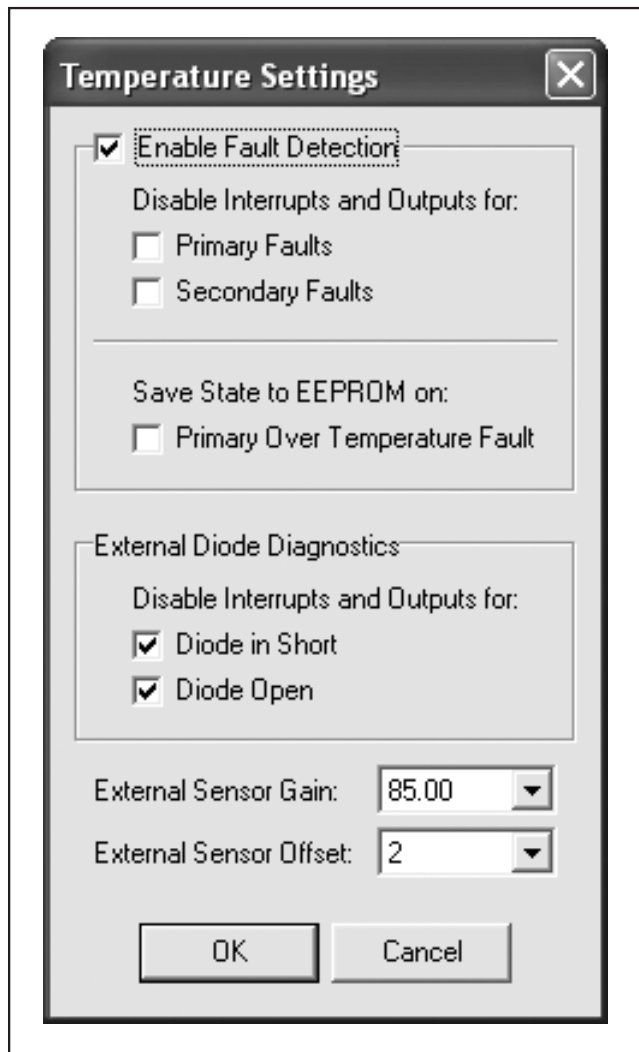 Temperature Settings
Enable Fault Detection
Disable Interrupts and Outputs for:
Primary Faults
Secondary Faults
Save State to EEPROM on:
Primary Over Temperature Fault
External Diode Diagnostics
Disable Interrupts and Outputs for:
Diode in Short
Diode Open
External Sensor Gain: 85.00
External Sensor Offset: 2
OK Cancel